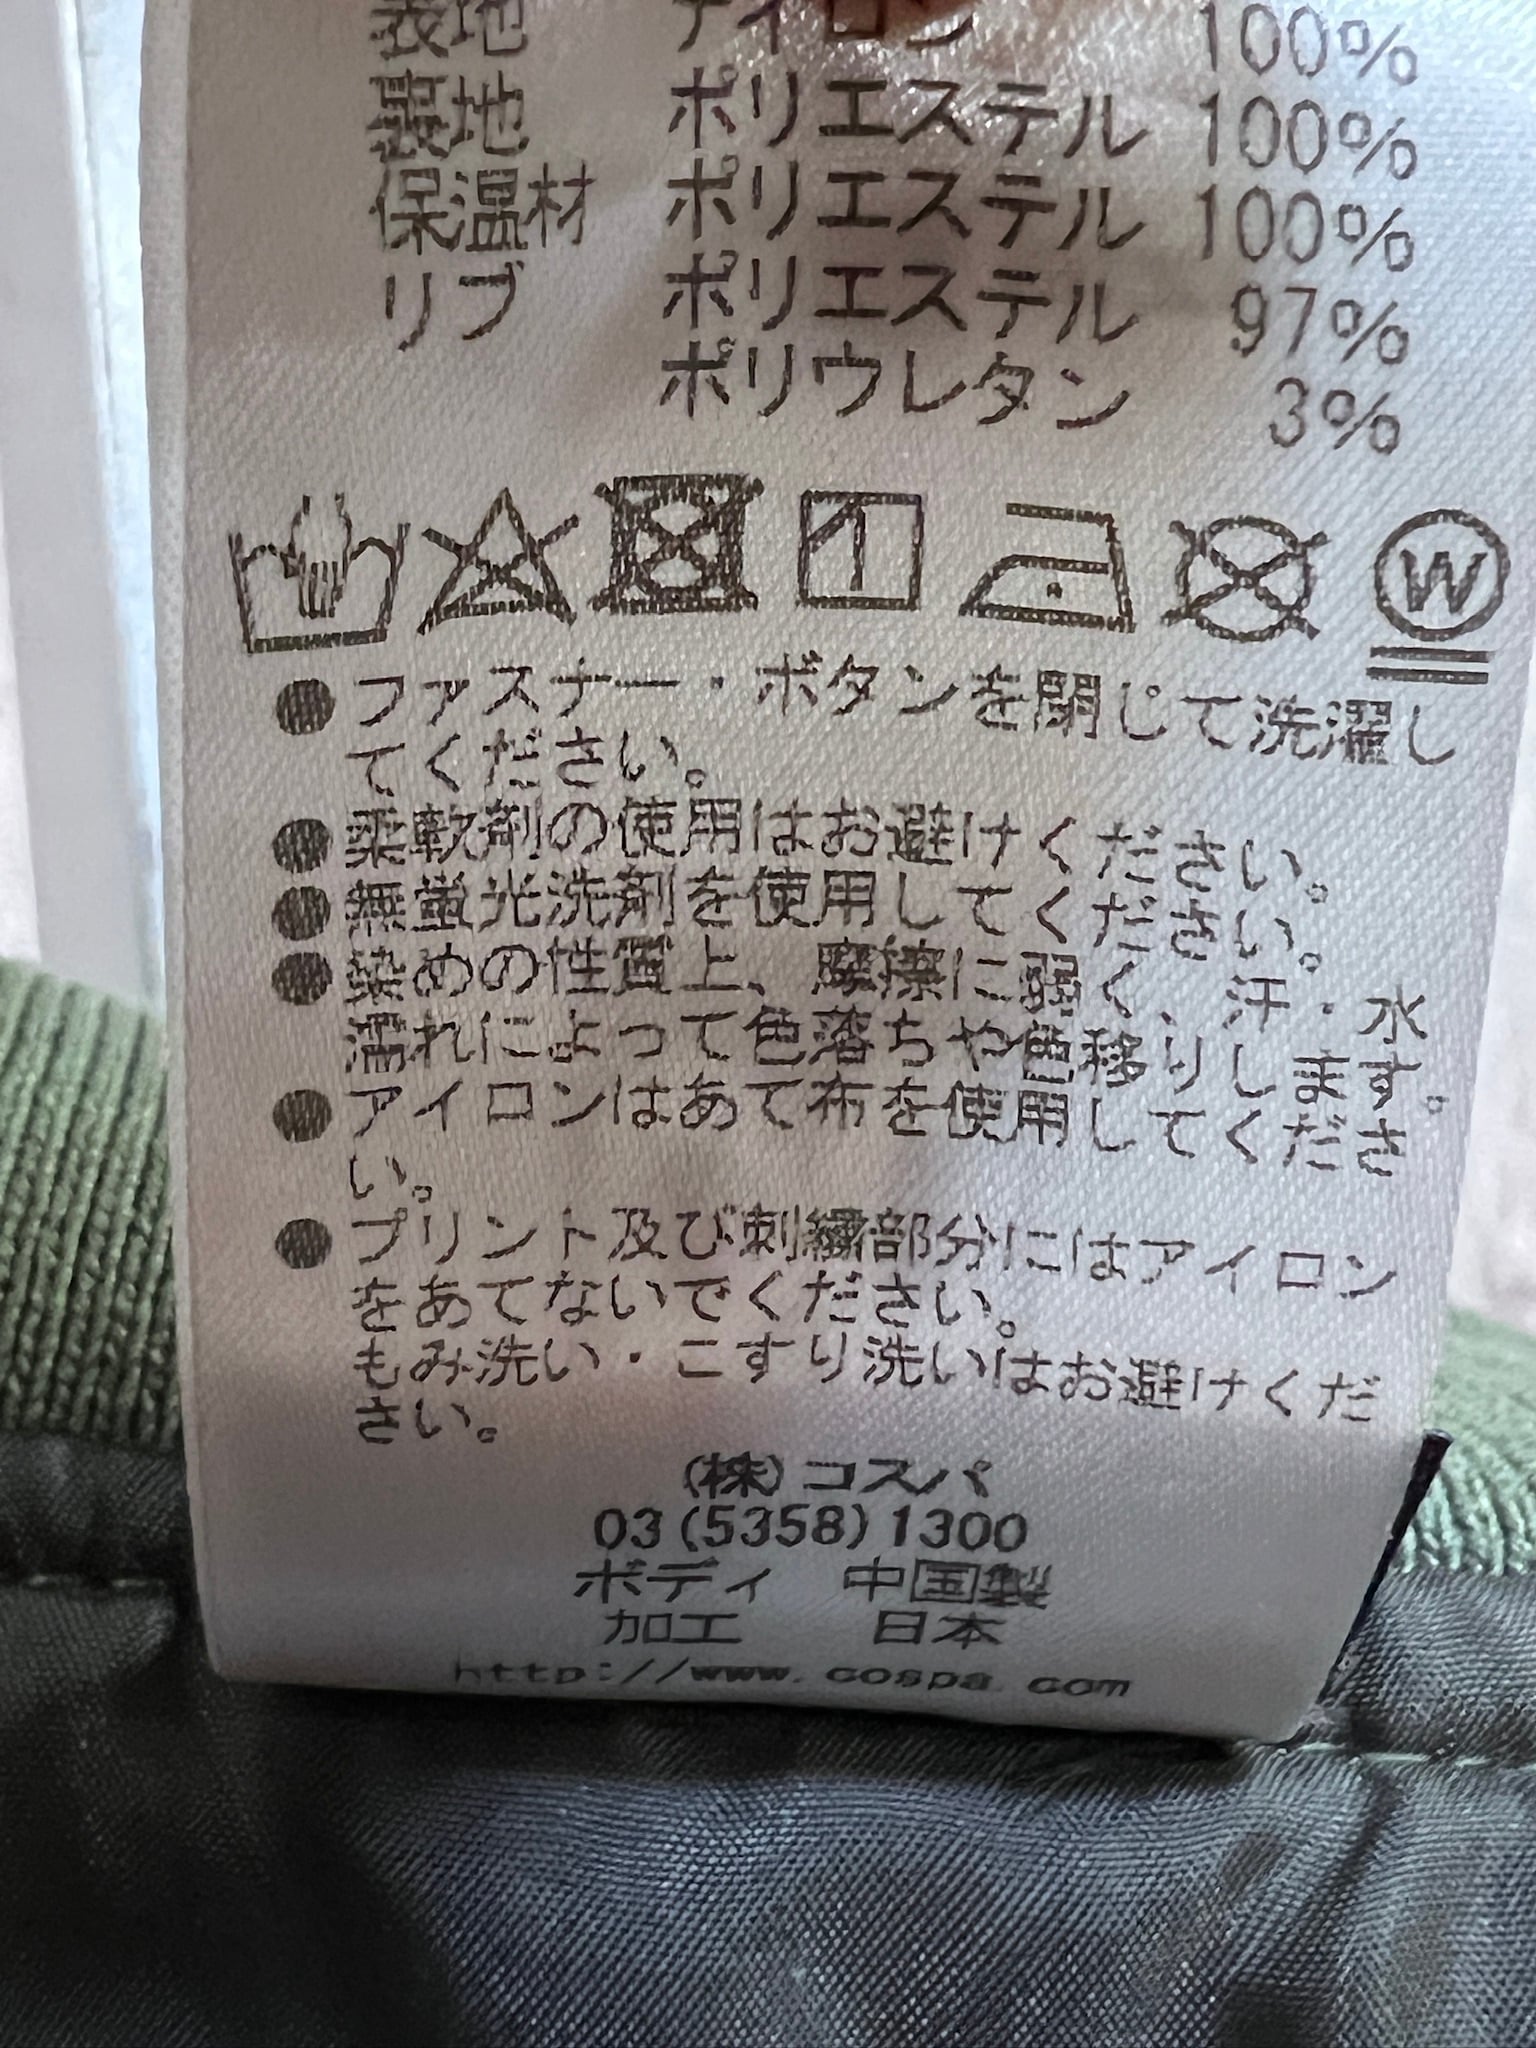 表地 ナイロン 100%
裏地 ポリエステル 100%
保温材 ポリエステル 100%
リブ ポリエステル 97%
ポリウレタン 3%
W
●ファスナー・ボタンを閉じて洗濯し
てください。
●柔軟剤の使用はお避けください。
●無蛍光洗剤を使用してください。
●染めの性質上、摩擦に弱く、汗・水
濡れによって色落ちや色移りします。
●アイロンはあて布を使用してくださ
い。
●プリント及び刺繍部分にはアイロン
をあてないでください。
もみ洗い・こすり洗いはお避けくだ
さい。
(株)コスパ
03(5358)1300
ボディ 中国製
加工 日本
http://www.cospa.com